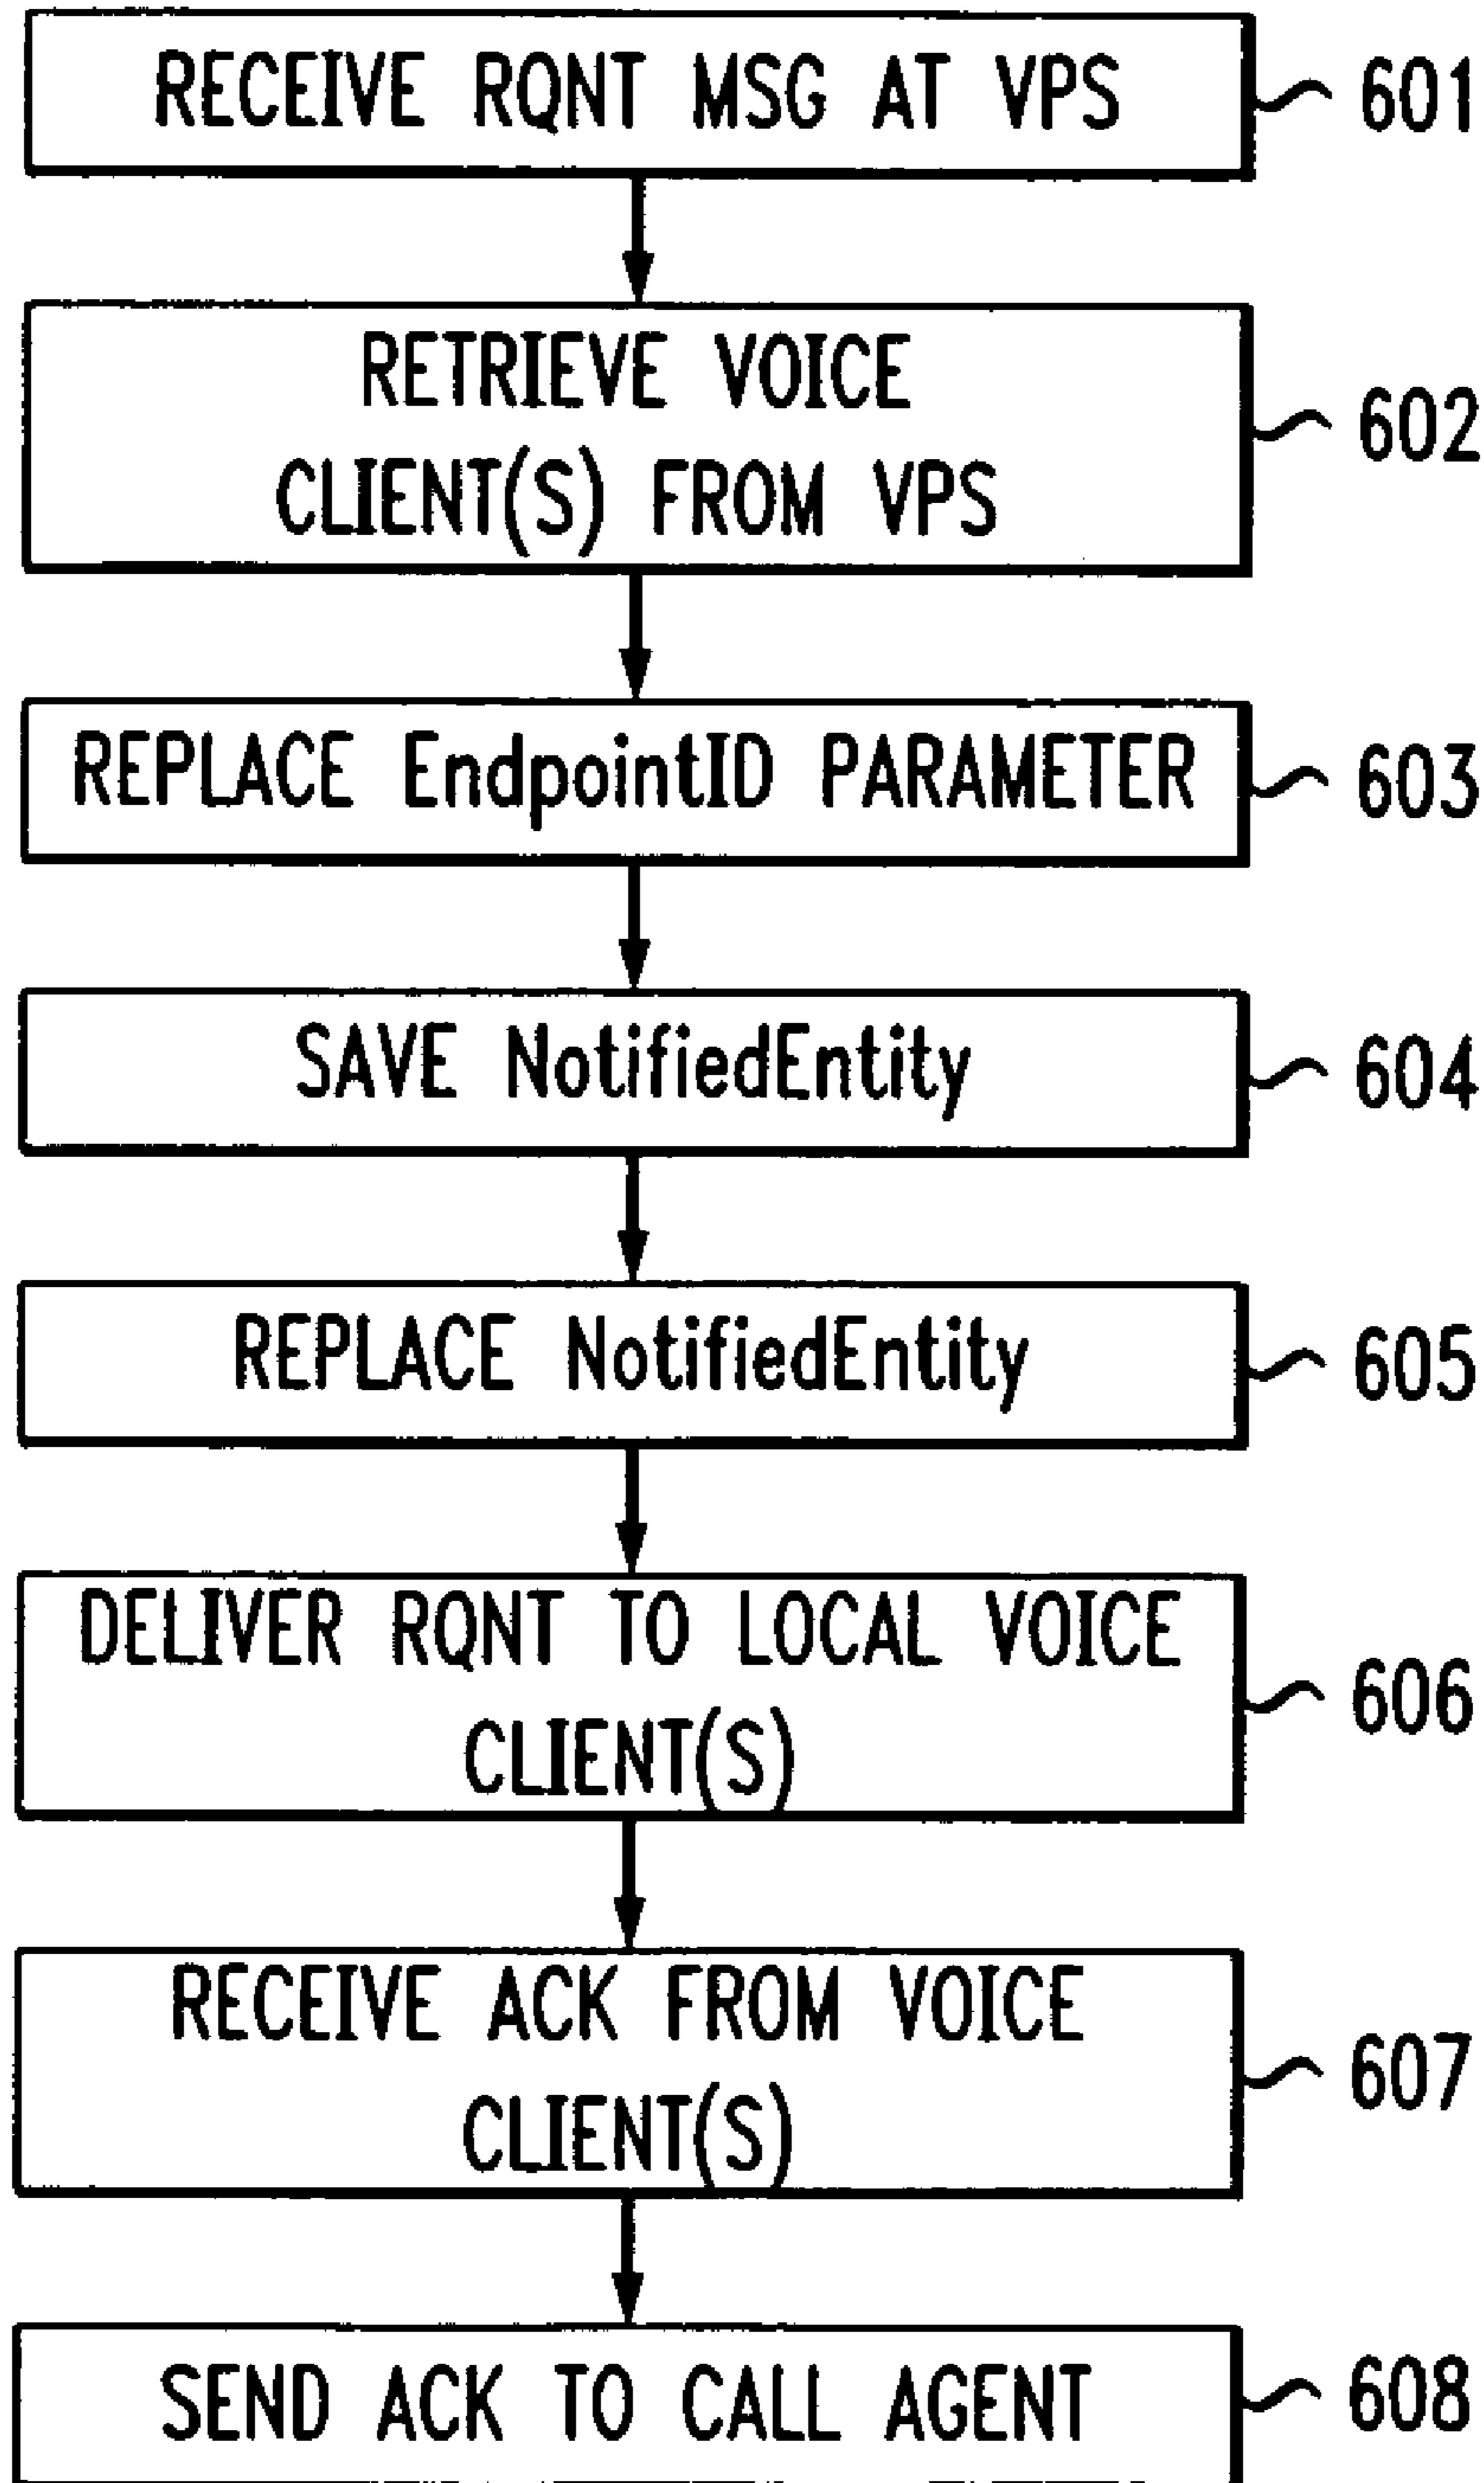 RECEIVE RQNT MSG AT VPS
601
RETRIEVE VOICE
CLIENT(S) FROM VPS
602
REPLACE EndpointID PARAMETER
603
SAVE NotifiedEntity
604
REPLACE NotifiedEntity
605
DELIVER RQNT TO LOCAL VOICE
CLIENT(S)
606
RECEIVE ACK FROM VOICE
CLIENT(S)
607
SEND ACK TO CALL AGENT
608